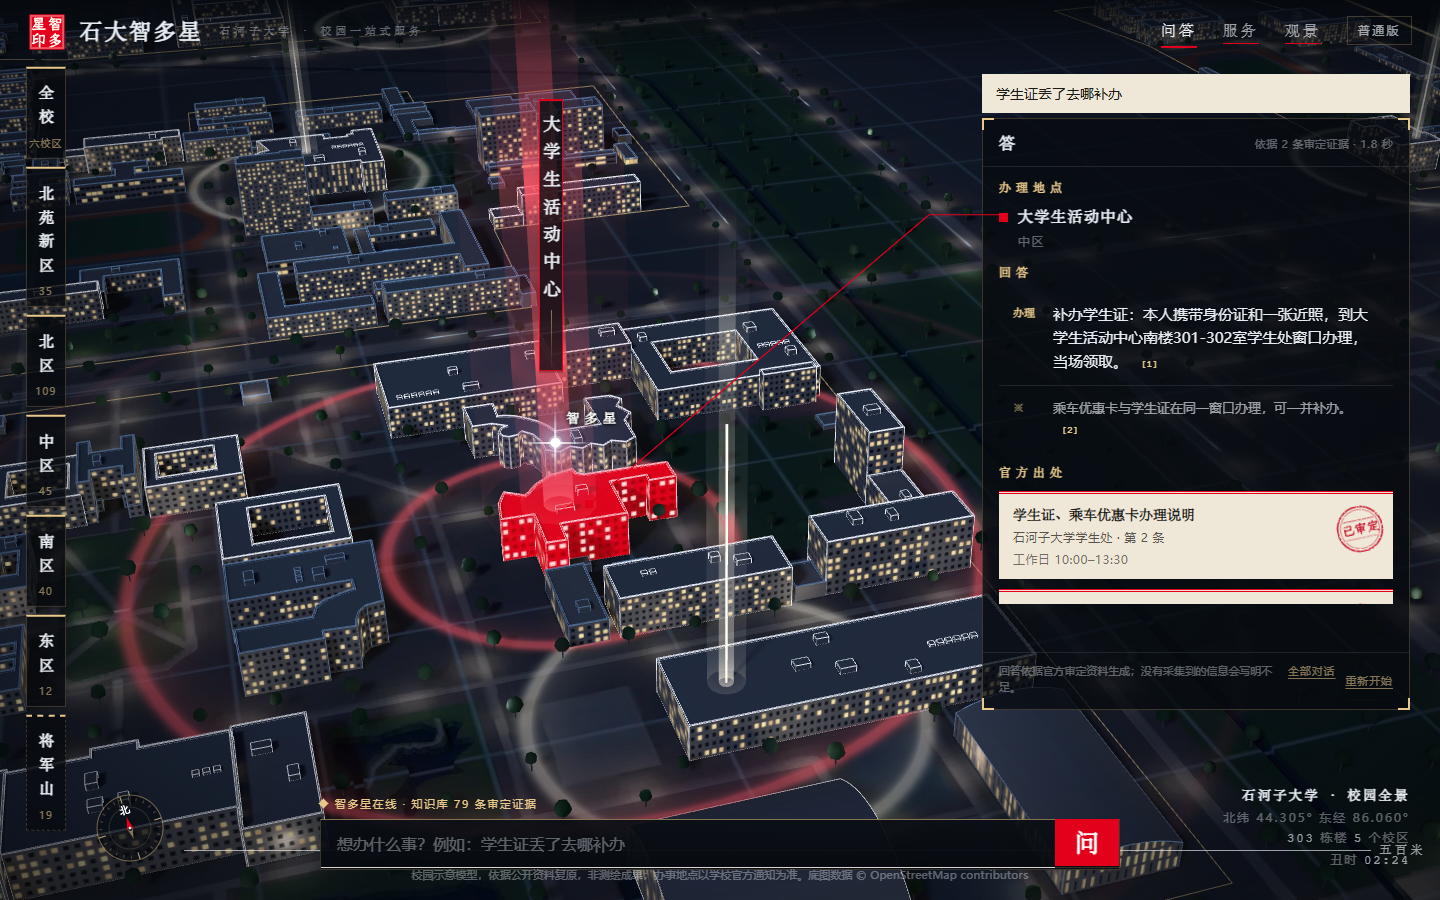 智多
星印
石大智多星
石河子大学 · 校园一站式服务
问答
服务
观景
普通版
全校
六校区
北苑新区
35
北区
109
中区
45
南区
40
东区
12
将军山
19
北
大学生活动中心
智多星
学生证丢了去哪补办
答
依据 2 条审定证据 · 1.8 秒
办理地点
大学生活动中心
中区
回答
办理
补办学生证：本人携带身份证和一张近照，到大
学生活动中心南楼301-302室学生处窗口办理，
当场领取。 [1]
※
乘车优惠卡与学生证在同一窗口办理，可一并补办。
[2]
官方出处
学生证、乘车优惠卡办理说明
石河子大学学生处 · 第 2 条
工作日 10:00–13:30
已审定
回答依据官方审定资料生成；没有采集到的信息会写明不
足。
全部对话
重新开始
智多星在线 · 知识库 79 条审定证据
想办什么事？例如：学生证丢了去哪补办
问
校园示意模型，依据公开资料复原，非测绘成果。办事地点以学校官方通知为准。底图数据 © OpenStreetMap contributors
石河子大学 · 校园全景
北纬 44.305° 东经 86.060°
303 栋楼 5 个校区
五百米
丑时 02:24